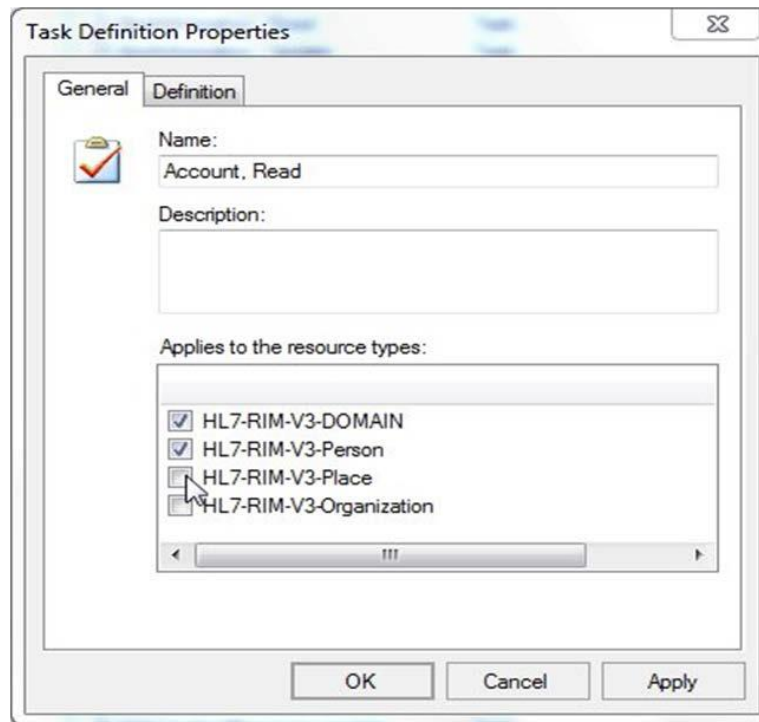 Task Definition Properties
General
Definition
Name:
Account, Read
Description:
Applies to the resource types:
HL7-RIM-V3-DOMAIN
HL7-RIM-V3-Person
HL7-RIM-V3-Place
HL7-RIM-V3-Organization
OK
Cancel
Apply